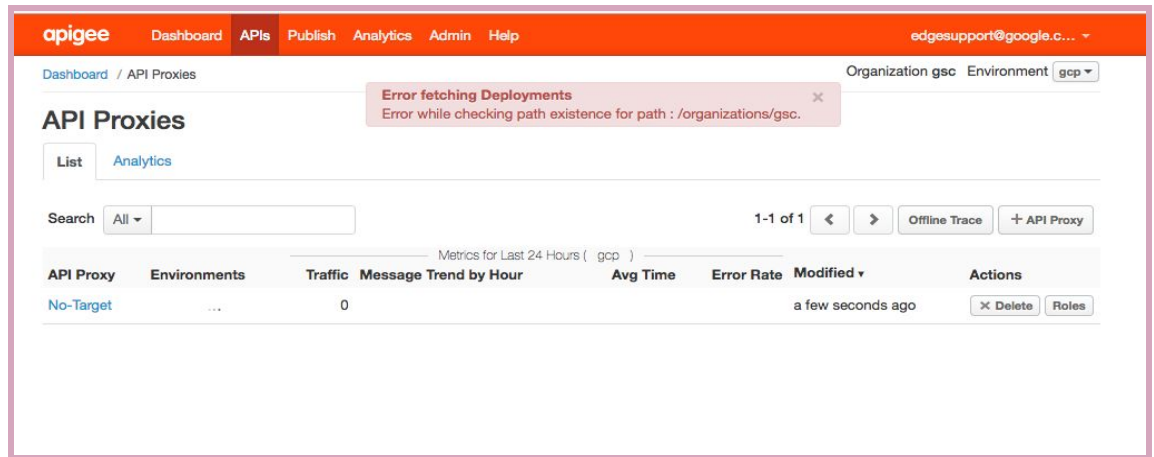 apigee Dashboard APIs Publish Analytics Admin Help edgesupport@google.c...
Dashboard / API Proxies Organization gsc Environment gcp
Error fetching Deployments ×
Error while checking path existence for path : /organizations/gsc.
API Proxies
List Analytics
Search All 1-1 of 1 Offline Trace + API Proxy
Metrics for Last 24 Hours ( gcp )
API Proxy Environments Traffic Message Trend by Hour Avg Time Error Rate Modified Actions
No-Target ... 0 a few seconds ago × Delete Roles